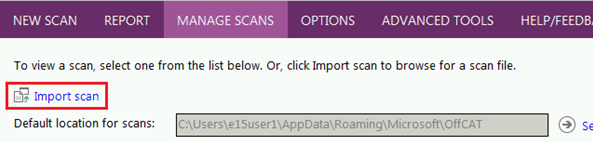 NEW SCAN REPORT MANAGE SCANS OPTIONS ADVANCED TOOLS HELP/FEEDBA
To view a scan, select one from the list below. Or, click Import scan to browse for a scan file.
Import scan
Default location for scans: C:\Users\e15user1\AppData\Roaming\Microsoft\OffCAT Se